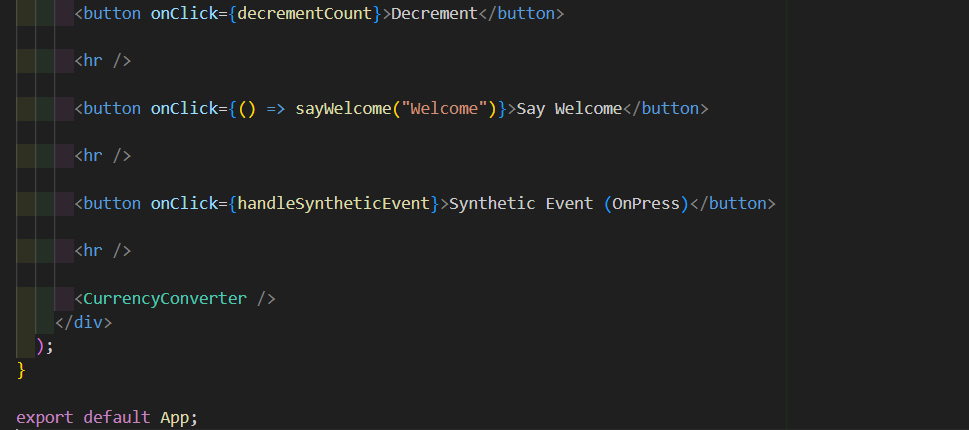 <button onClick={decrementCount}>Decrement</button>
<hr />
<button onClick={() => sayWelcome("Welcome")}>Say Welcome</button>
<hr />
<button onClick={handleSyntheticEvent}>Synthetic Event (OnPress)</button>
<hr />
<CurrencyConverter />
</div>
);
}
export default App;